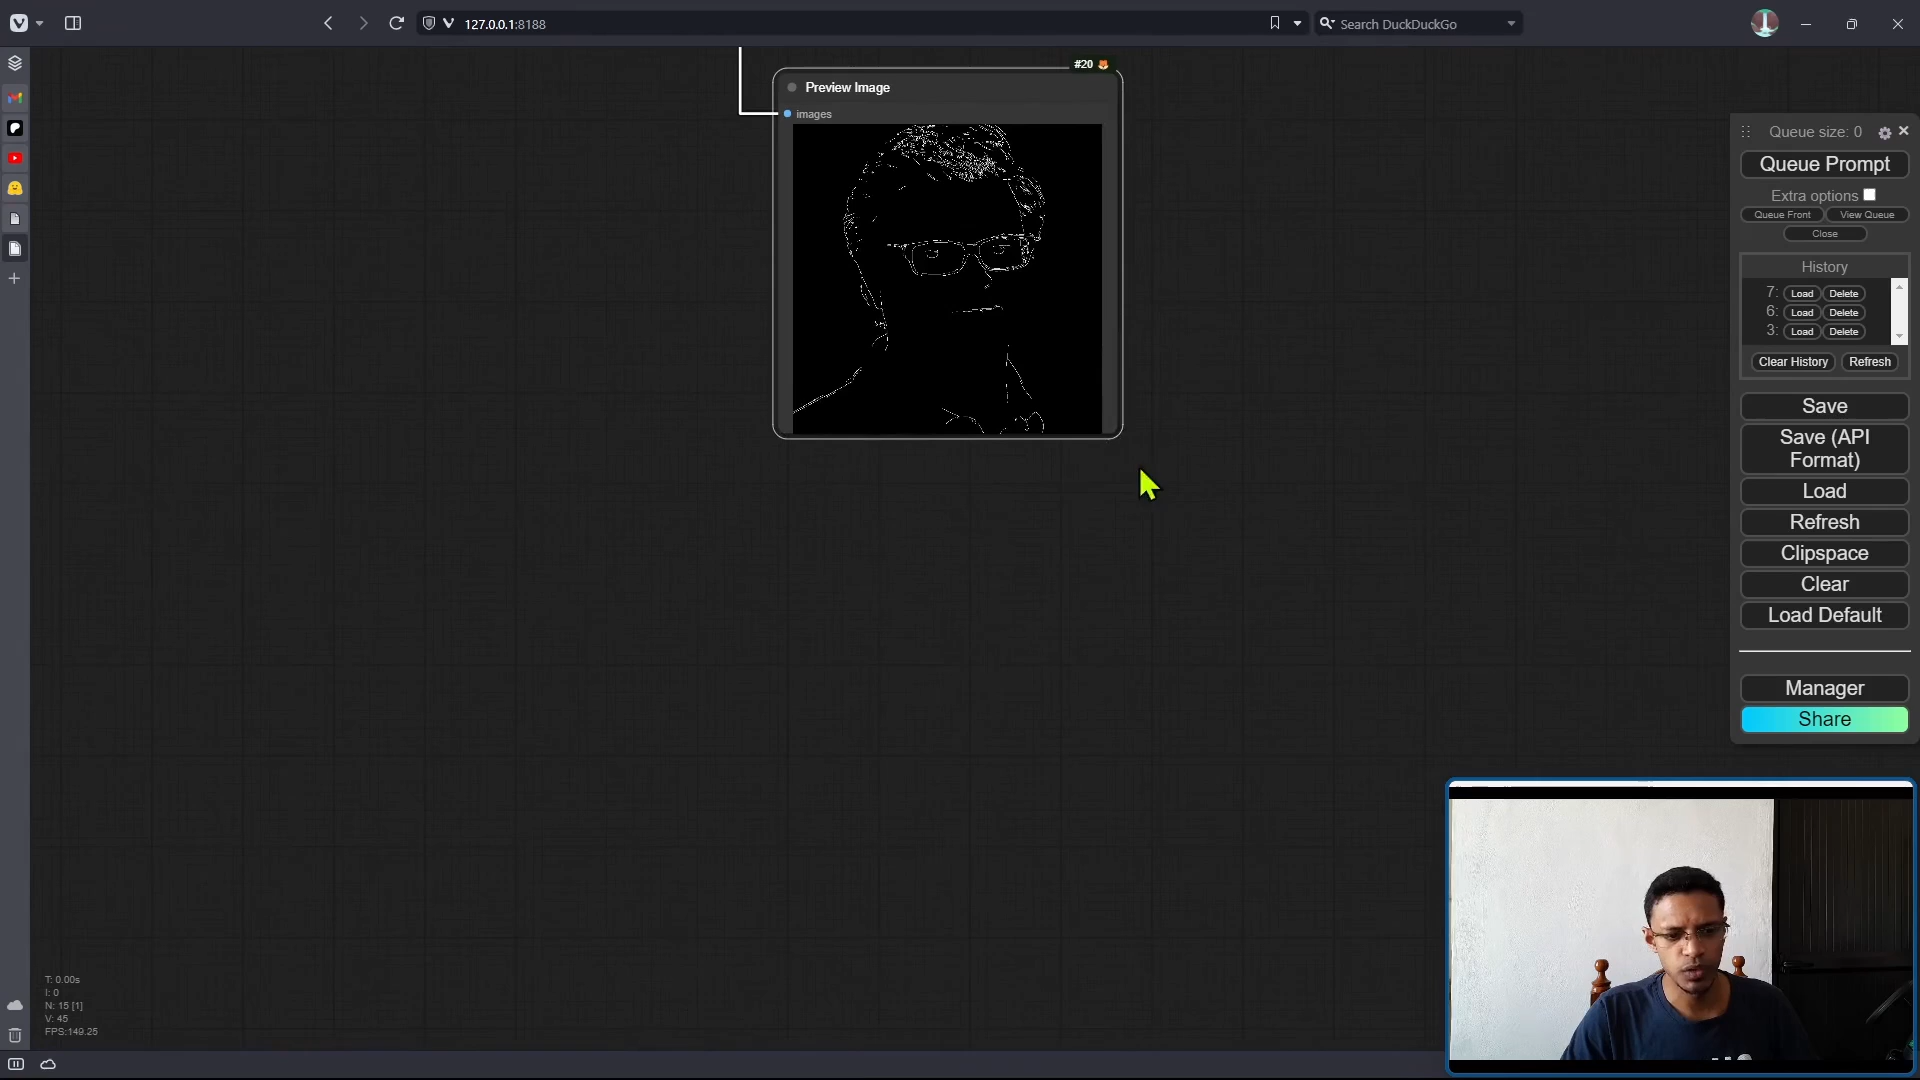 127.0.0.1:8188
Search DuckDuckGo
#20
Preview Image
images
Queue size: 0
Queue Prompt
Extra options
Queue Front
View Queue
Close
History
7: Load Delete
6: Load Delete
3: Load Delete
Clear History
Refresh
Save
Save (API
Format)
Load
Refresh
Clipspace
Clear
Load Default
Manager
Share
T: 0.00s
I: 0
N: 15 [1]
V: 45
FPS:149.25